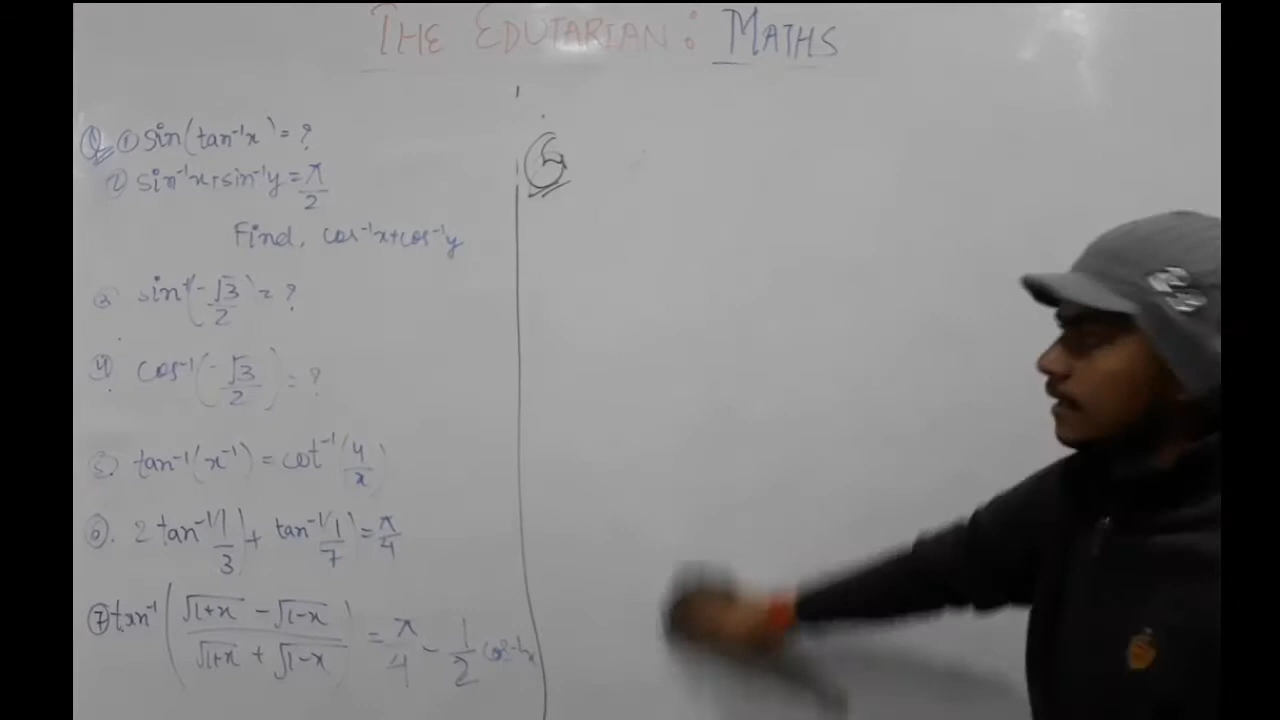 THE EDUTARIAN : MATHS
Q ① sin(tan⁻¹x) = ?
② sin⁻¹x + sin⁻¹y = π/2
Find, cos⁻¹x + cos⁻¹y
③ sin⁻¹(-√3/2) = ?
④ cos⁻¹(-√3/2) = ?
⑤. tan⁻¹(x⁻¹) = cot⁻¹(4/x)
⑥. 2 tan⁻¹(1/3) + tan⁻¹(1/7) = π/4
⑦ tan⁻¹((√1+x - √1-x)/(√1+x + √1-x)) = π/4 - 1/2 cos⁻¹x